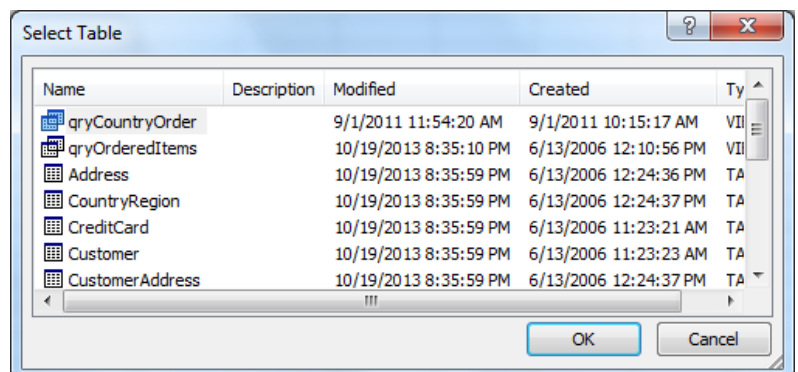 Select Table
Name Description Modified Created Ty
qryCountryOrder 9/1/2011 11:54:20 AM 9/1/2011 10:15:17 AM VI
qryOrderedItems 10/19/2013 8:35:10 PM 6/13/2006 12:10:56 PM VI
Address 10/19/2013 8:35:59 PM 6/13/2006 12:24:36 PM TA
CountryRegion 10/19/2013 8:35:59 PM 6/13/2006 12:24:37 PM TA
CreditCard 10/19/2013 8:35:59 PM 6/13/2006 11:23:21 AM TA
Customer 10/19/2013 8:35:59 PM 6/13/2006 11:23:23 AM TA
CustomerAddress 10/19/2013 8:35:59 PM 6/13/2006 12:24:37 PM TA
OK Cancel